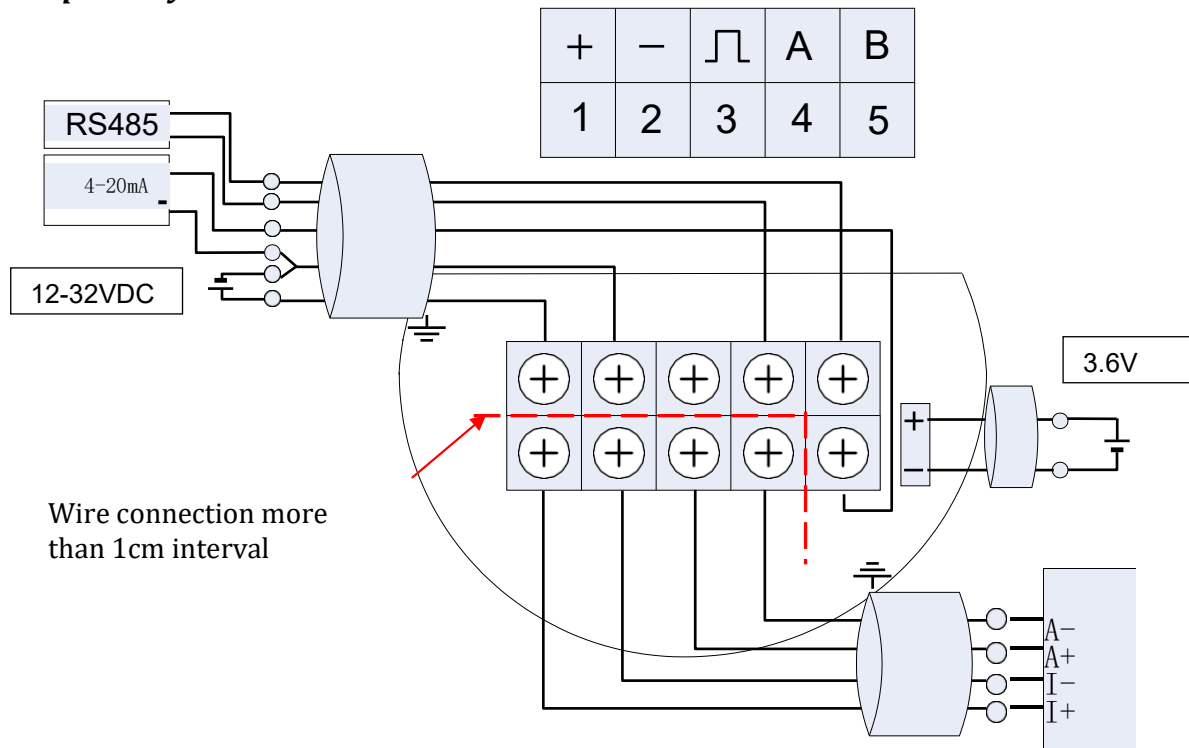 + − A B
1 2 3 4 5
RS485
4-20mA
-
12-32VDC
3.6V
+
−
Wire connection more
than 1cm interval
A−
A+
I−
I+